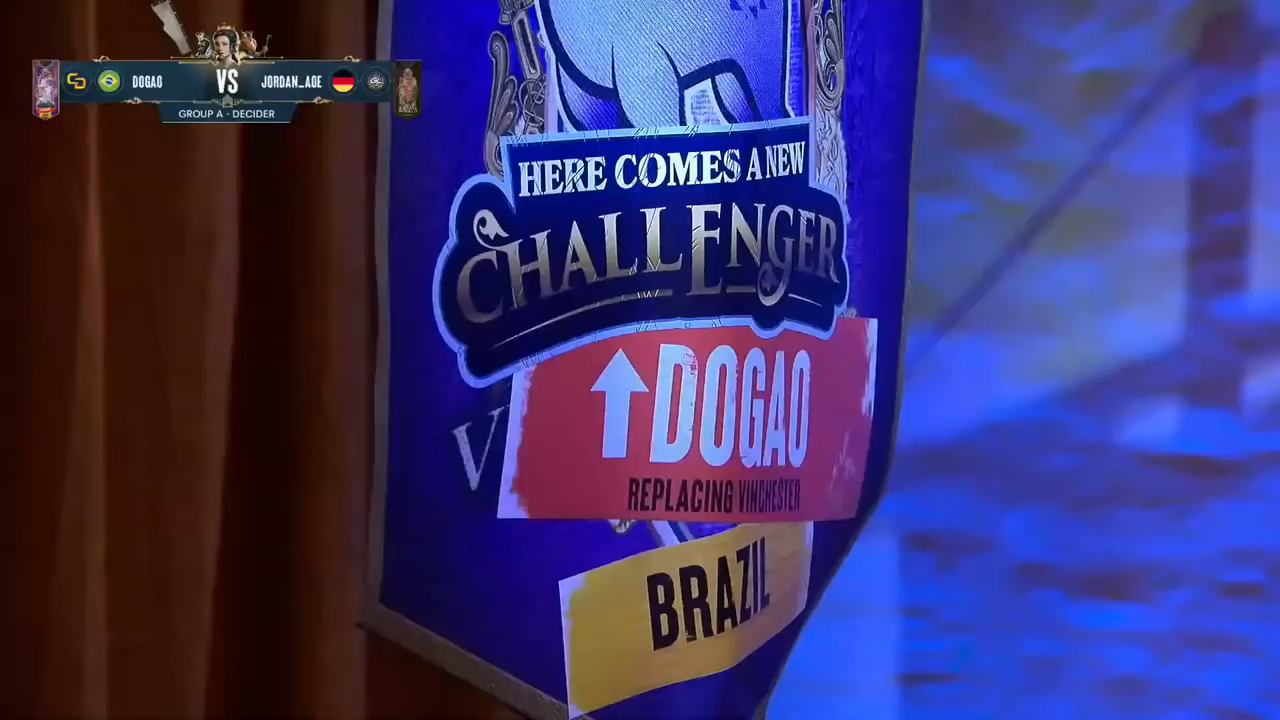 DOGAO
VS
JORDAN_AOE
GROUP A - DECIDER
HERE COMES A NEW
CHALLENGER
DOGAO
V
REPLACING VINCHESTER
BRAZIL